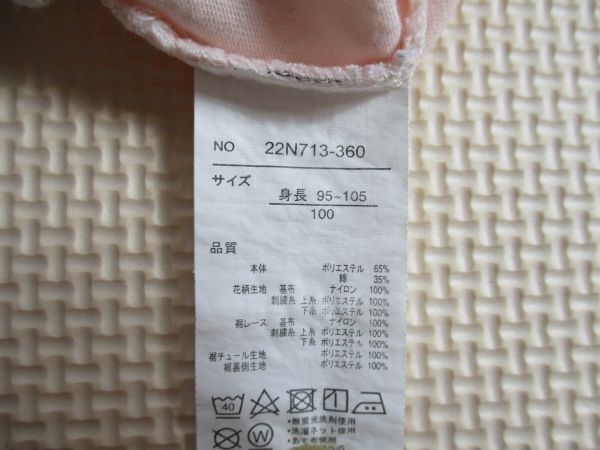 NO 22N713-360
サイズ
身長 95~105
100
品質
本体 ポリエステル 65%
綿 35%
花柄生地 基布 ナイロン 100%
刺繍糸 上糸 ポリエステル 100%
下糸 ポリエステル 100%
裾レース 基布 ナイロン 100%
刺繍糸 上糸 ポリエステル 100%
下糸 ポリエステル 100%
裾チュール生地 ポリエステル 100%
裾裏側生地 ポリエステル 100%
40
W
•無蛍光洗剤使用
•洗濯ネット使用
•あて布使用